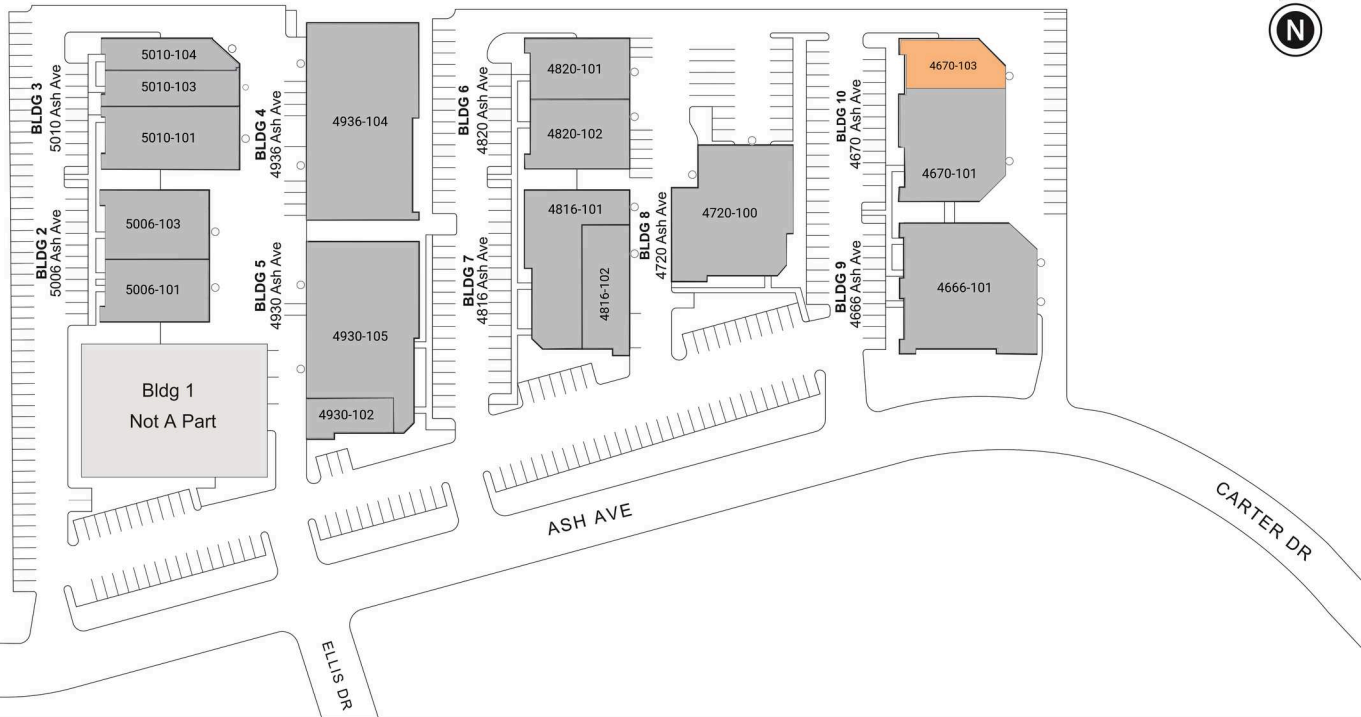 N
BLDG 3
5010 Ash Ave
5010-104
5010-103
5010-101
BLDG 2
5006 Ash Ave
5006-103
5006-101
Bldg 1
Not A Part
BLDG 4
4936 Ash Ave
4936-104
BLDG 5
4930 Ash Ave
4930-105
4930-102
BLDG 6
4820 Ash Ave
4820-101
4820-102
BLDG 7
4816 Ash Ave
4816-101
4816-102
BLDG 8
4720 Ash Ave
4720-100
BLDG 10
4670 Ash Ave
4670-103
4670-101
BLDG 9
4666 Ash Ave
4666-101
ASH AVE
CARTER DR
ELLIS DR